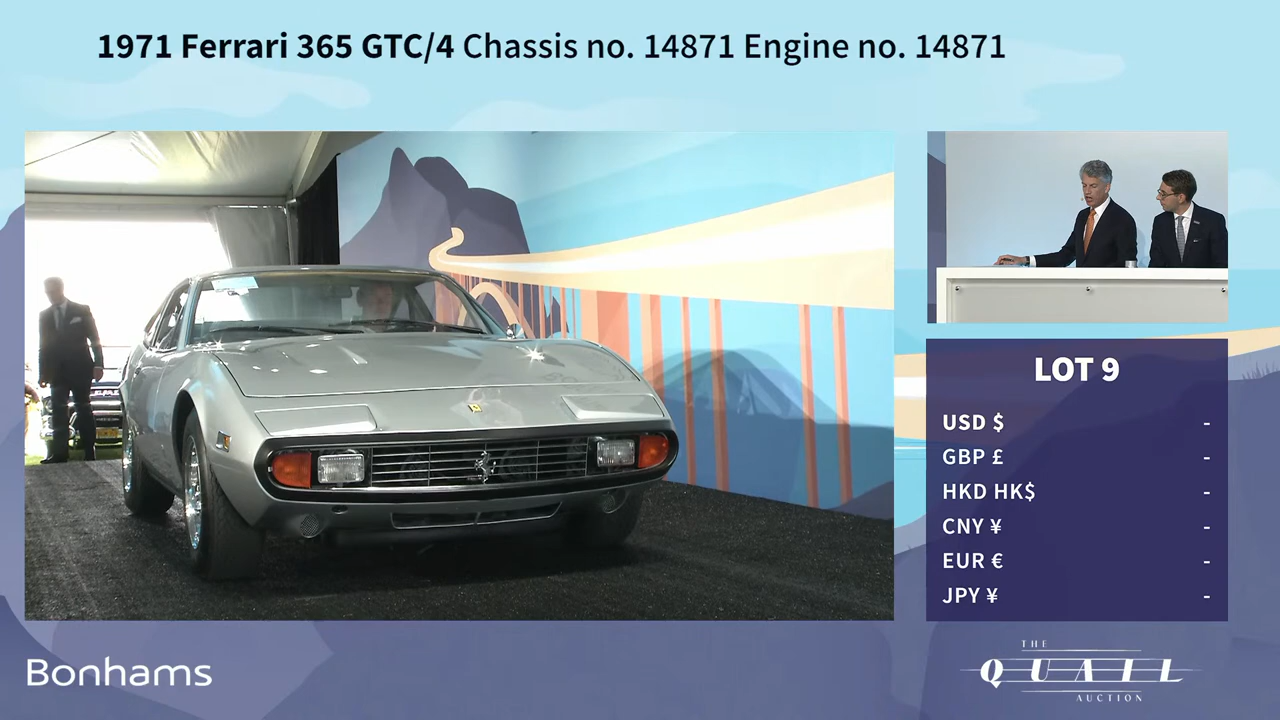 1971 Ferrari 365 GTC/4 Chassis no. 14871 Engine no. 14871
LOT 9
USD $ -
GBP £ -
HKD HK$ -
CNY ¥ -
EUR € -
JPY ¥ -
Bonhams
THE
QUAIL
AUCTION